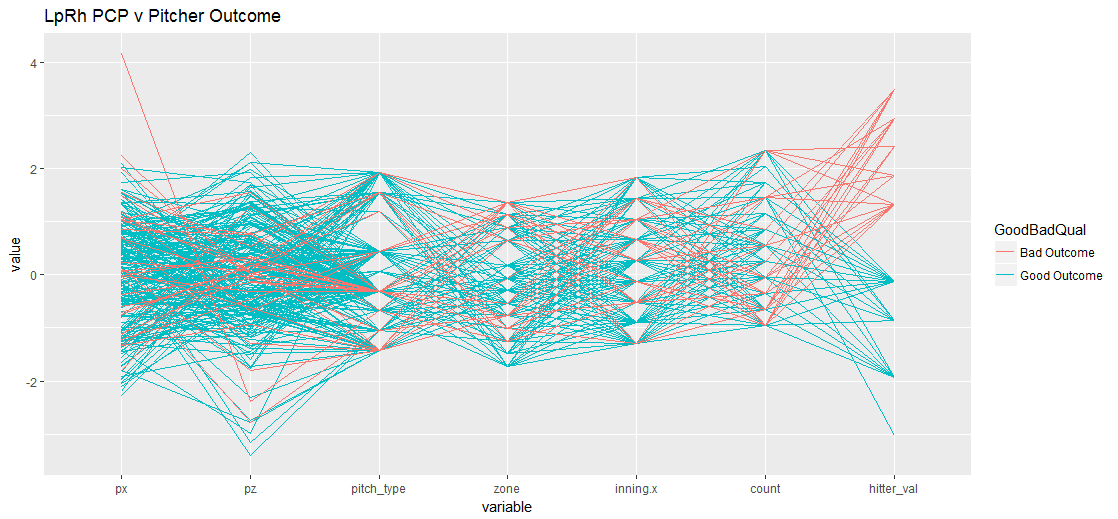 LpRh PCP v Pitcher Outcome
4
2
0
-2
value
px pz pitch_type zone inning.x count hitter_val
variable
GoodBadQual
Bad Outcome
Good Outcome